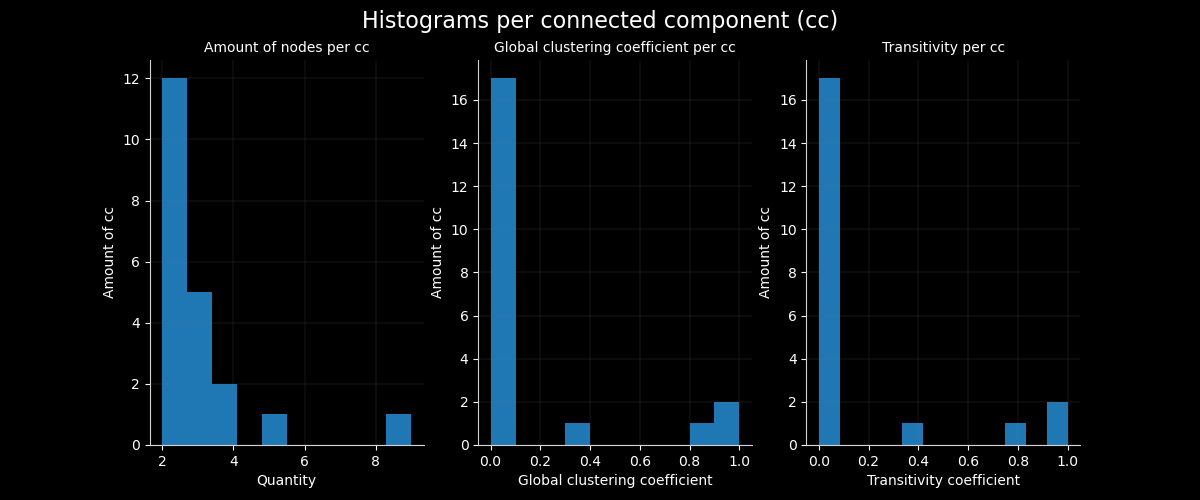 Histograms per connected component (cc)
Amount of nodes per cc
Amount of cc
12
10
8
6
4
2
0
2 4 6 8
Quantity
Global clustering coefficient per cc
Amount of cc
16
14
12
10
8
6
4
2
0
0.0 0.2 0.4 0.6 0.8 1.0
Global clustering coefficient
Transitivity per cc
Amount of cc
16
14
12
10
8
6
4
2
0
0.0 0.2 0.4 0.6 0.8 1.0
Transitivity coefficient